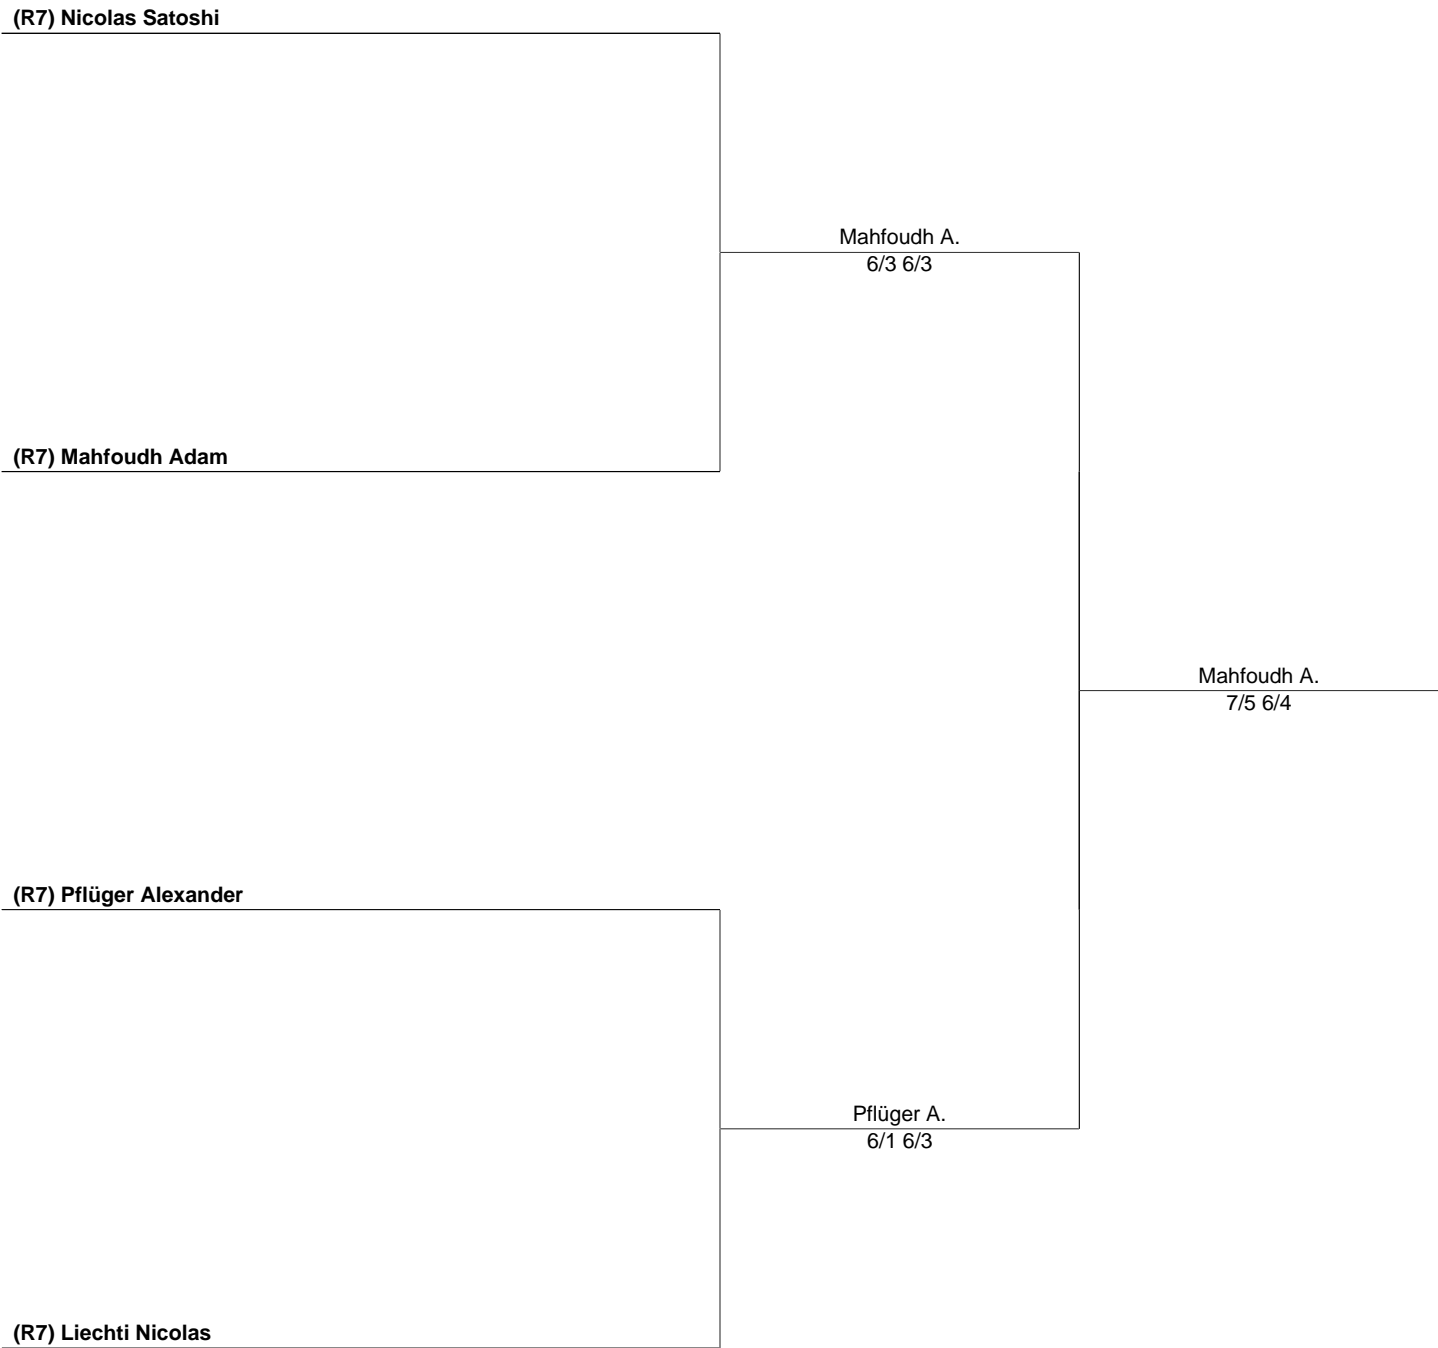 (R7) Nicolas Satoshi
Mahfoudh A.
6/3 6/3
(R7) Mahfoudh Adam
Mahfoudh A.
7/5 6/4
(R7) Pflüger Alexander
Pflüger A.
6/1 6/3
(R7) Liechti Nicolas